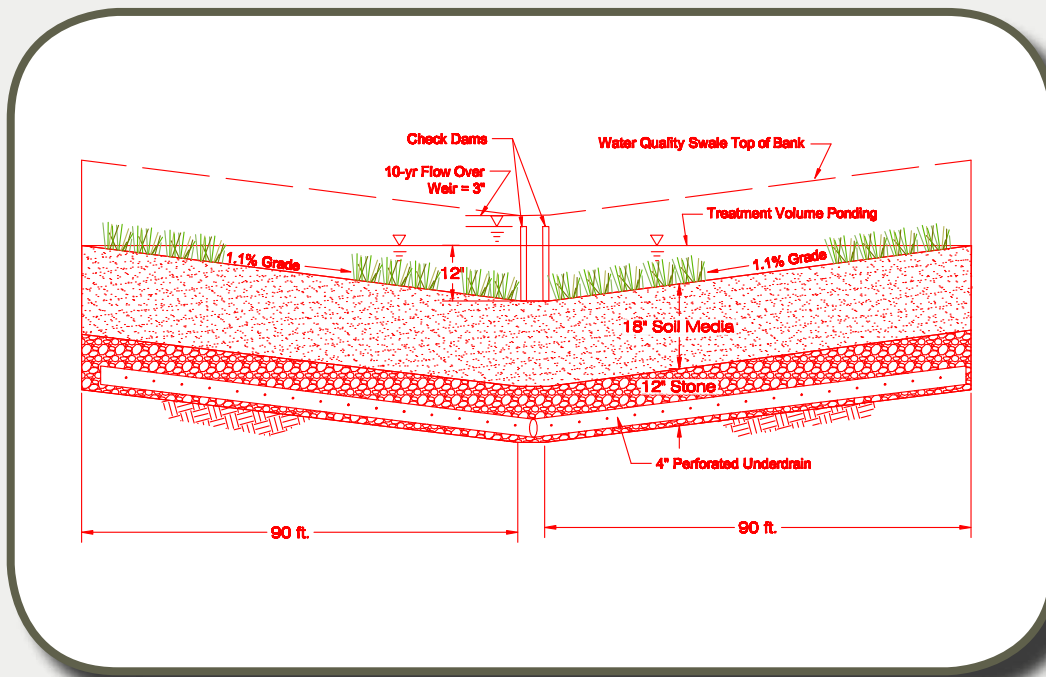 Check Dams
Water Quality Swale Top of Bank
10-yr Flow Over
Weir = 3"
Treatment Volume Ponding
1.1% Grade
12"
1.1% Grade
18" Soil Media
12" Stone
4" Perforated Underdrain
90 ft.
90 ft.